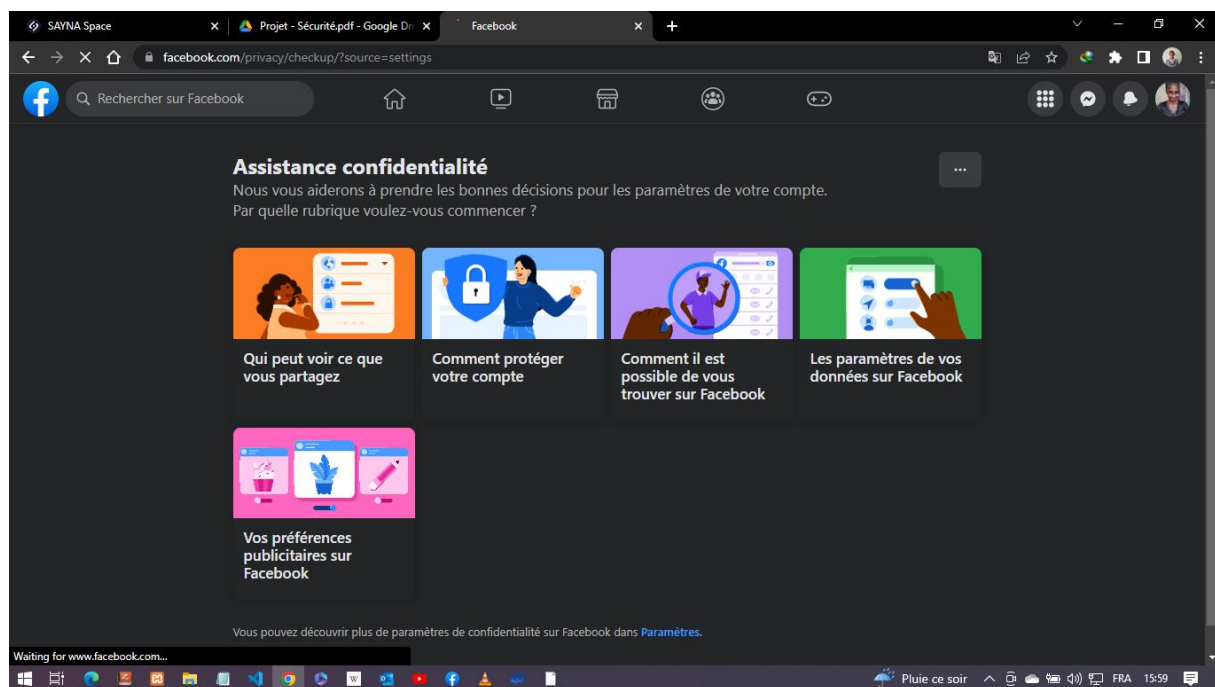 SAYNA Space
Projet - Sécurité.pdf - Google Dri
Facebook
facebook.com/privacy/checkup/?source=settings
Rechercher sur Facebook
Assistance confidentialité
Nous vous aiderons à prendre les bonnes décisions pour les paramètres de votre compte.
Par quelle rubrique voulez-vous commencer ?
Qui peut voir ce que
vous partagez
Comment protéger
votre compte
Comment il est
possible de vous
trouver sur Facebook
Les paramètres de vos
données sur Facebook
Vos préférences
publicitaires sur
Facebook
Vous pouvez découvrir plus de paramètres de confidentialité sur Facebook dans Paramètres.
Waiting for www.facebook.com...
Pluie ce soir
FRA
15:59